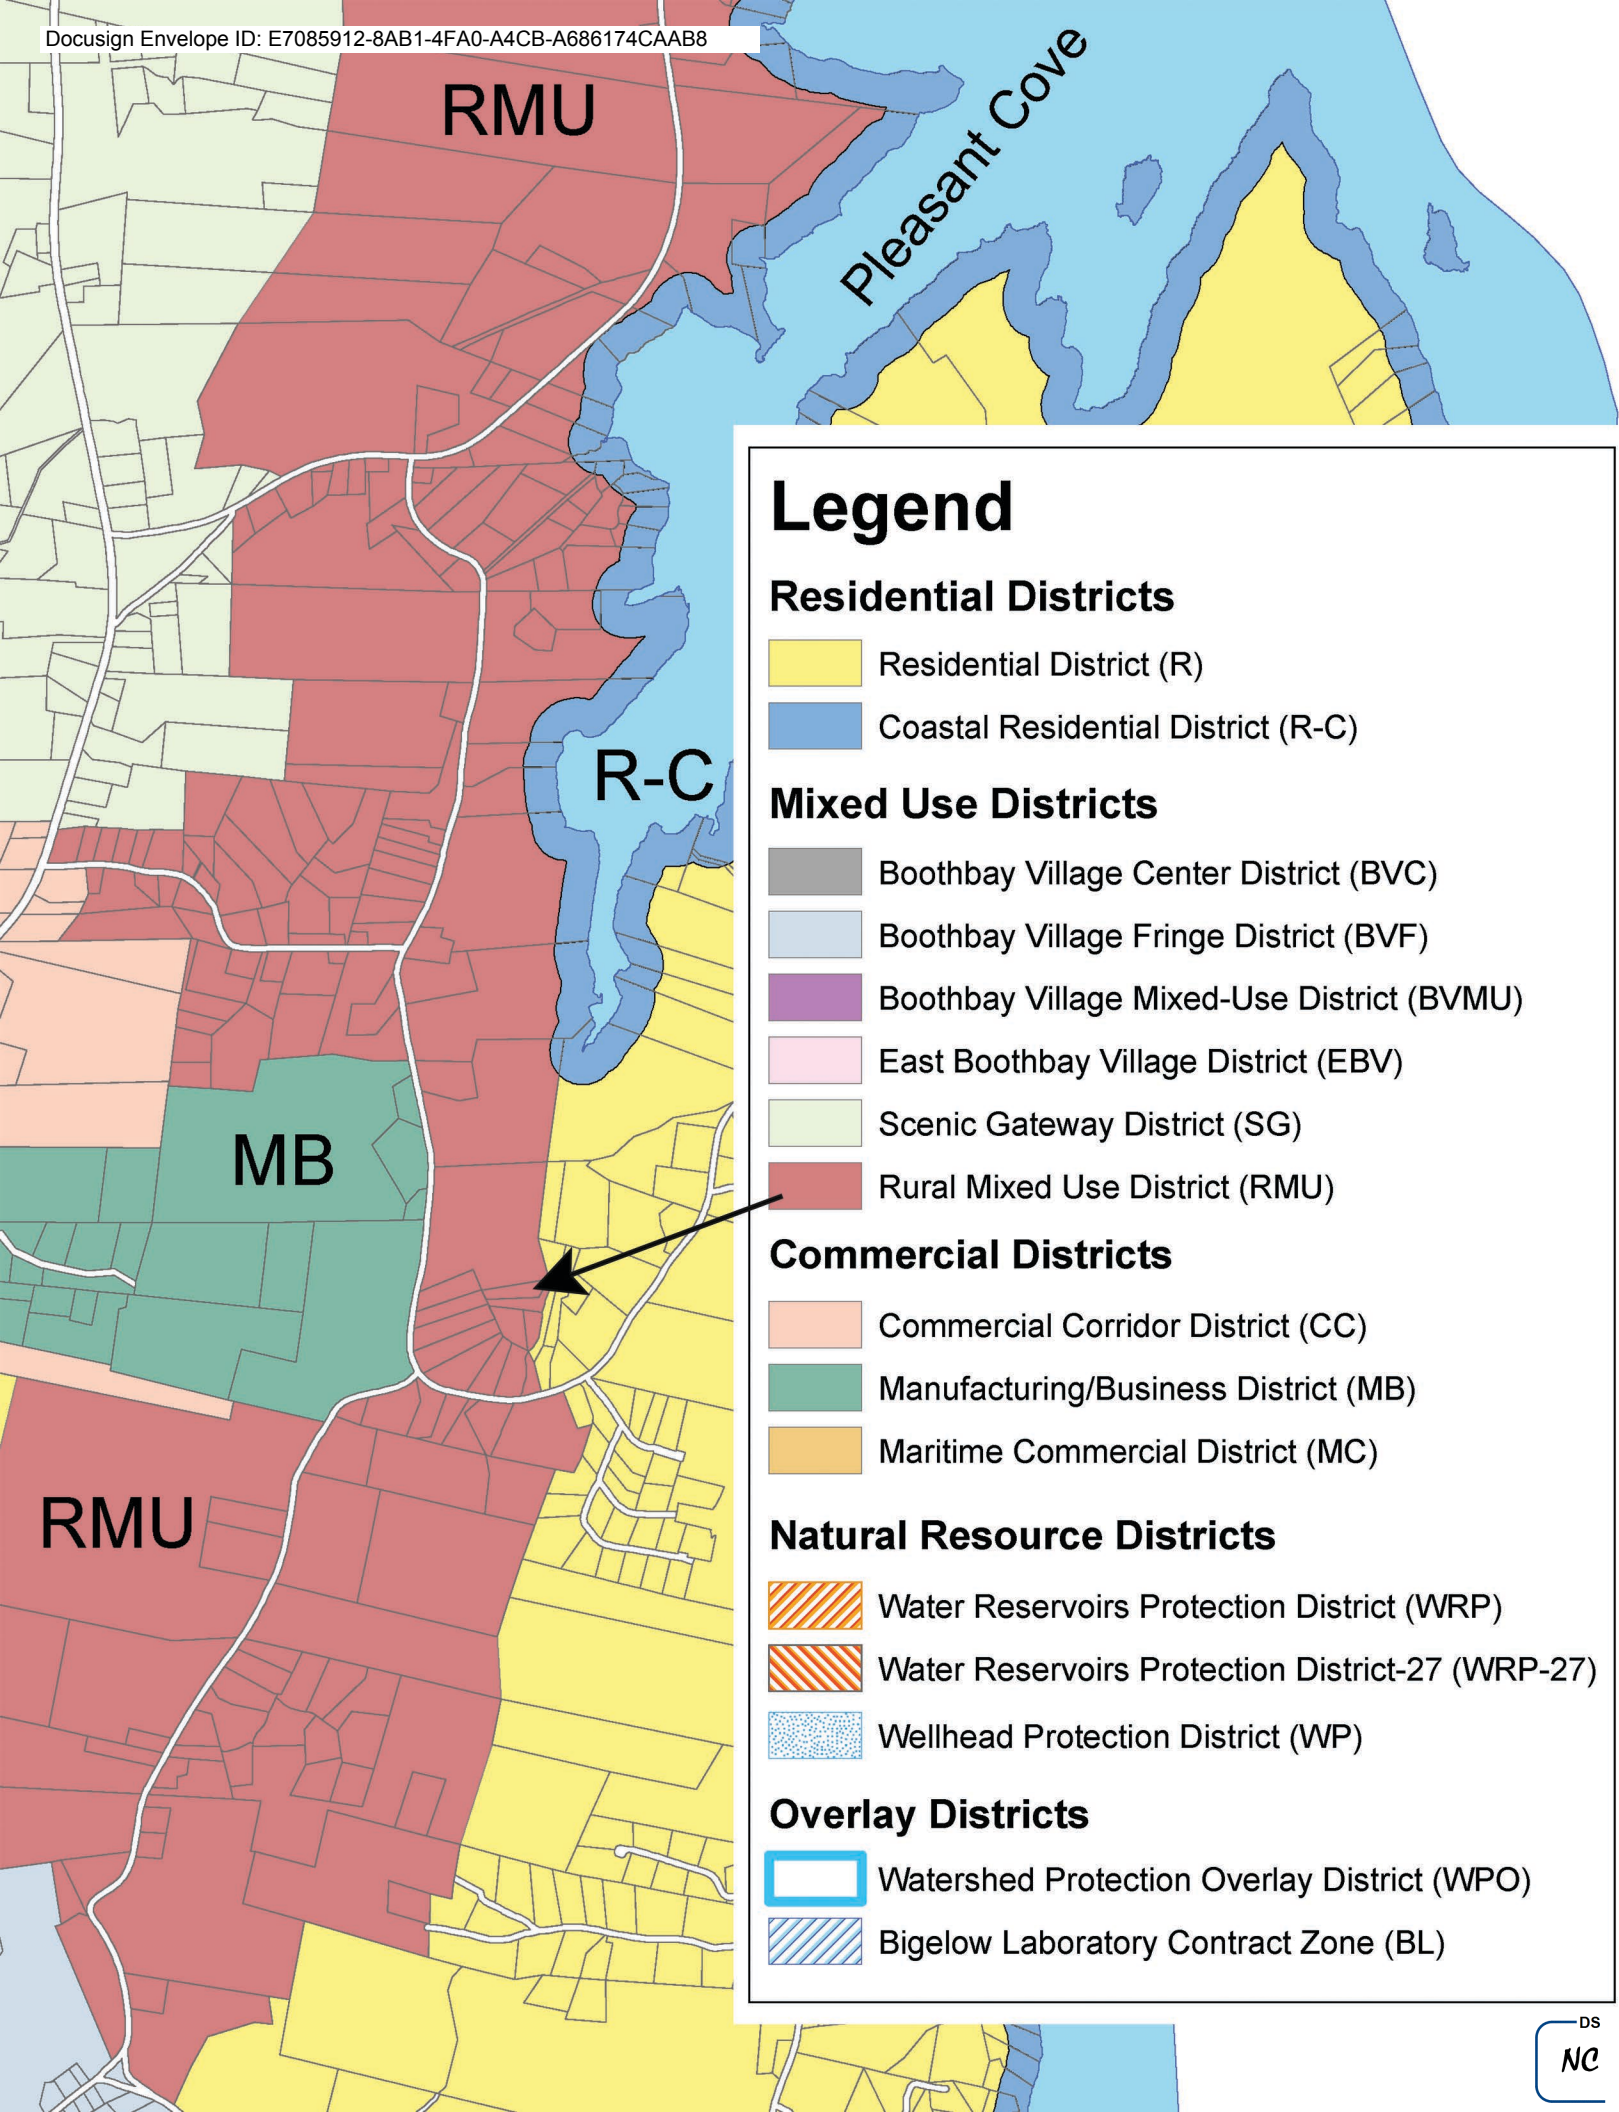 Docusign Envelope ID: E7085912-8AB1-4FA0-A4CB-A686174CAAB8
RMU
Pleasant Cove
R-C
MB
RMU
Legend
Residential Districts
Residential District (R)
Coastal Residential District (R-C)
Mixed Use Districts
Boothbay Village Center District (BVC)
Boothbay Village Fringe District (BVF)
Boothbay Village Mixed-Use District (BVMU)
East Boothbay Village District (EBV)
Scenic Gateway District (SG)
Rural Mixed Use District (RMU)
Commercial Districts
Commercial Corridor District (CC)
Manufacturing/Business District (MB)
Maritime Commercial District (MC)
Natural Resource Districts
Water Reservoirs Protection District (WRP)
Water Reservoirs Protection District-27 (WRP-27)
Wellhead Protection District (WP)
Overlay Districts
Watershed Protection Overlay District (WPO)
Bigelow Laboratory Contract Zone (BL)
DS
NC